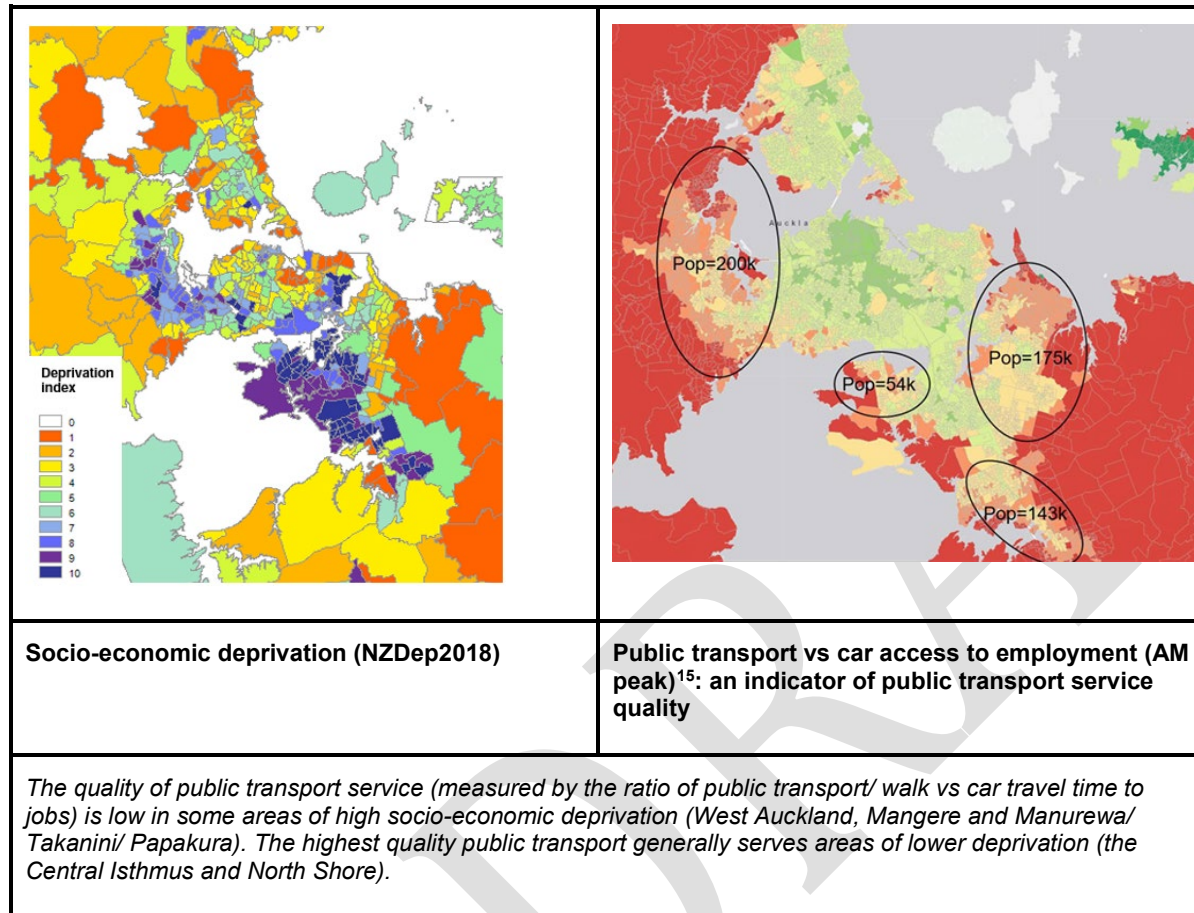 Deprivation
index
0
1
2
3
4
5
6
7
8
9
10
Auckla
Pop=200k
Pop=175k
Pop=54k
Pop=143k
Socio-economic deprivation (NZDep2018)
Public transport vs car access to employment (AM
peak)15: an indicator of public transport service
quality
The quality of public transport service (measured by the ratio of public transport/ walk vs car travel time to
jobs) is low in some areas of high socio-economic deprivation (West Auckland, Mangere and Manurewa/
Takanini/ Papakura). The highest quality public transport generally serves areas of lower deprivation (the
Central Isthmus and North Shore).
DRA